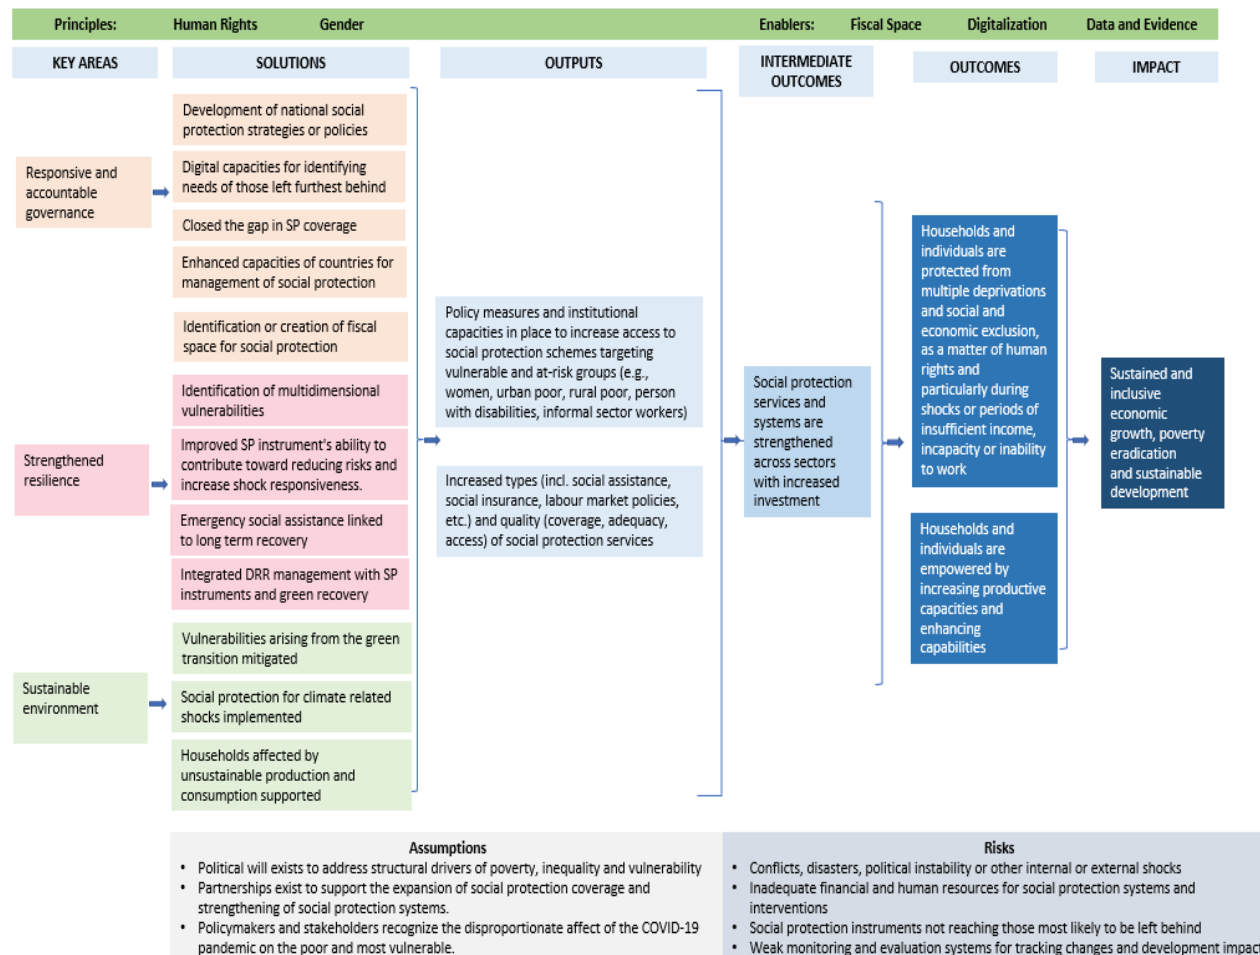 Principles: Human Rights Gender Enablers: Fiscal Space Digitalization Data and Evidence
KEY AREAS
SOLUTIONS
OUTPUTS
INTERMEDIATE
OUTCOMES
OUTCOMES
IMPACT
Responsive and
accountable
governance
Development of national social
protection strategies or policies
Digital capacities for identifying
needs of those left furthest behind
Closed the gap in SP coverage
Enhanced capacities of countries for
management of social protection
Identification or creation of fiscal
space for social protection
Strengthened
resilience
Identification of multidimensional
vulnerabilities
Improved SP instrument's ability to
contribute toward reducing risks and
increase shock responsiveness.
Emergency social assistance linked
to long term recovery
Integrated DRR management with SP
instruments and green recovery
Sustainable
environment
Vulnerabilities arising from the green
transition mitigated
Social protection for climate related
shocks implemented
Households affected by
unsustainable production and
consumption supported
Policy measures and institutional
capacities in place to increase access to
social protection schemes targeting
vulnerable and at-risk groups (e.g.,
women, urban poor, rural poor, person
with disabilities, informal sector workers)
Increased types (incl. social assistance,
social insurance, labour market policies,
etc.) and quality (coverage, adequacy,
access) of social protection services
Social protection
services and
systems are
strengthened
across sectors
with increased
investment
Households and
individuals are
protected from
multiple deprivations
and social and
economic exclusion,
as a matter of human
rights and
particularly during
shocks or periods of
insufficient income,
incapacity or inability
to work
Households and
individuals are
empowered by
increasing productive
capacities and
enhancing
capabilities
Sustained and
inclusive
economic
growth, poverty
eradication
and sustainable
development
Assumptions
• Political will exists to address structural drivers of poverty, inequality and vulnerability
• Partnerships exist to support the expansion of social protection coverage and
strengthening of social protection systems.
• Policymakers and stakeholders recognize the disproportionate affect of the COVID-19
pandemic on the poor and most vulnerable.
Risks
• Conflicts, disasters, political instability or other internal or external shocks
• Inadequate financial and human resources for social protection systems and
interventions
• Social protection instruments not reaching those most likely to be left behind
• Weak monitoring and evaluation systems for tracking changes and development impact